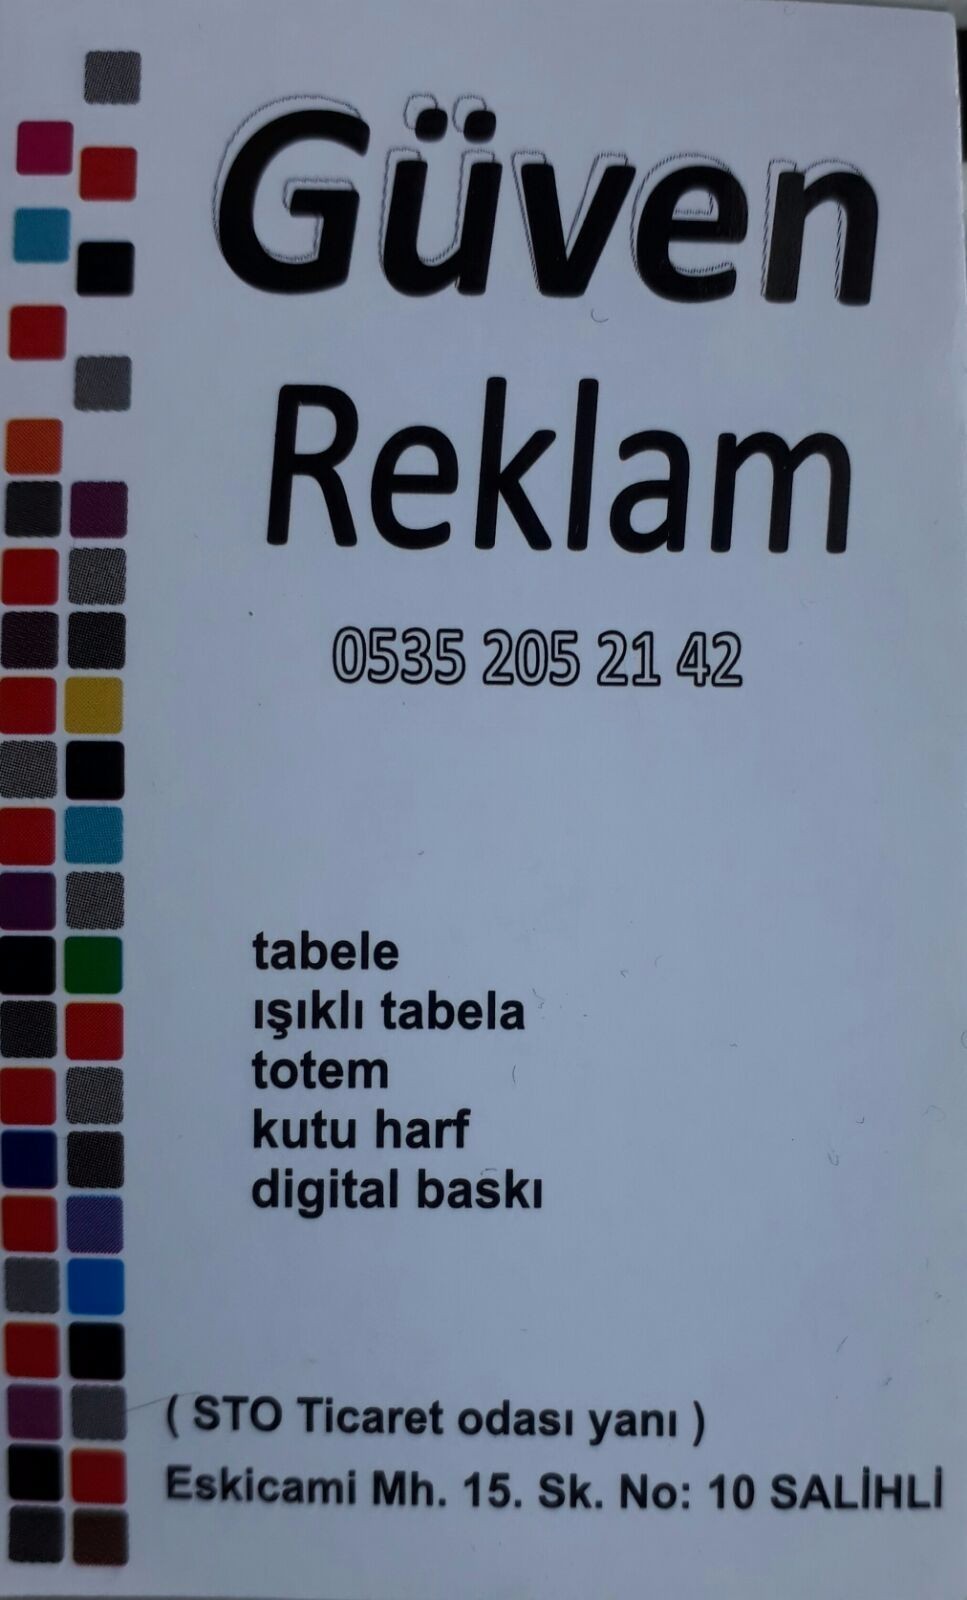 Güven
Reklam
0535 205 21 42
tabele
ışıklı tabela
totem
kutu harf
digital baskı
( STO Ticaret odası yanı )
Eskicami Mh. 15. Sk. No: 10 SALİHLİ